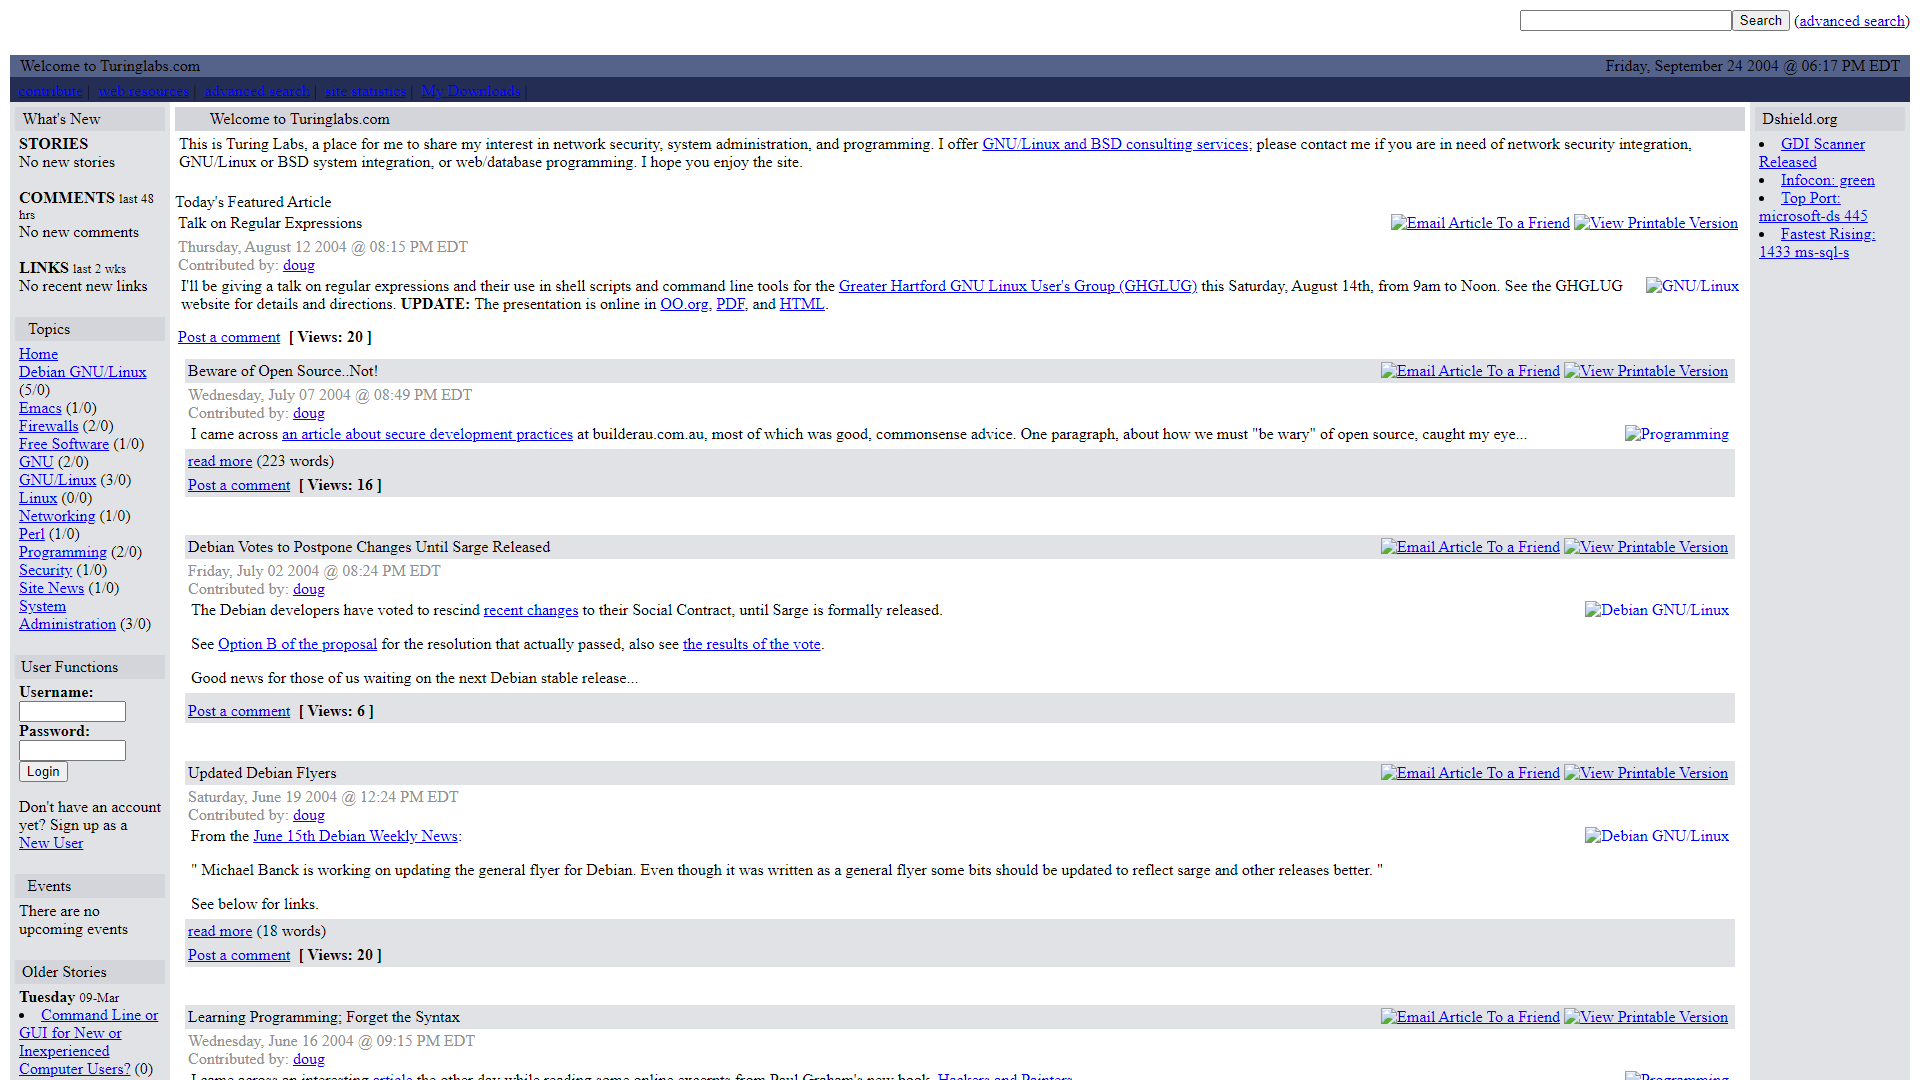 Search (advanced search)
Welcome to Turinglabs.com
Friday, September 24 2004 @ 06:17 PM EDT
contribute | web resources | advanced search | site statistics | My Downloads |
What's New
STORIES
No new stories
COMMENTS last 48
hrs
No new comments
LINKS last 2 wks
No recent new links
Topics
Home
Debian GNU/Linux
(5/0)
Emacs (1/0)
Firewalls (2/0)
Free Software (1/0)
GNU (2/0)
GNU/Linux (3/0)
Linux (0/0)
Networking (1/0)
Perl (1/0)
Programming (2/0)
Security (1/0)
Site News (1/0)
System
Administration (3/0)
User Functions
Username:
Password:
Login
Don't have an account
yet? Sign up as a
New User
Events
There are no
upcoming events
Older Stories
Tuesday 09-Mar
• Command Line or
GUI for New or
Inexperienced
Computer Users? (0)
Welcome to Turinglabs.com
This is Turing Labs, a place for me to share my interest in network security, system administration, and programming. I offer GNU/Linux and BSD consulting services; please contact me if you are in need of network security integration,
GNU/Linux or BSD system integration, or web/database programming. I hope you enjoy the site.
Today's Featured Article
Talk on Regular Expressions
Email Article To a Friend View Printable Version
Thursday, August 12 2004 @ 08:15 PM EDT
Contributed by: doug
I'll be giving a talk on regular expressions and their use in shell scripts and command line tools for the Greater Hartford GNU Linux User's Group (GHGLUG) this Saturday, August 14th, from 9am to Noon. See the GHGLUG
website for details and directions. UPDATE: The presentation is online in OO.org, PDF, and HTML.
GNU/Linux
Post a comment [ Views: 20 ]
Beware of Open Source..Not!
Email Article To a Friend View Printable Version
Wednesday, July 07 2004 @ 08:49 PM EDT
Contributed by: doug
I came across an article about secure development practices at builderau.com.au, most of which was good, commonsense advice. One paragraph, about how we must "be wary" of open source, caught my eye...
Programming
read more (223 words)
Post a comment [ Views: 16 ]
Debian Votes to Postpone Changes Until Sarge Released
Email Article To a Friend View Printable Version
Friday, July 02 2004 @ 08:24 PM EDT
Contributed by: doug
The Debian developers have voted to rescind recent changes to their Social Contract, until Sarge is formally released.
Debian GNU/Linux
See Option B of the proposal for the resolution that actually passed, also see the results of the vote.
Good news for those of us waiting on the next Debian stable release...
Post a comment [ Views: 6 ]
Updated Debian Flyers
Email Article To a Friend View Printable Version
Saturday, June 19 2004 @ 12:24 PM EDT
Contributed by: doug
From the June 15th Debian Weekly News:
Debian GNU/Linux
" Michael Banck is working on updating the general flyer for Debian. Even though it was written as a general flyer some bits should be updated to reflect sarge and other releases better. "
See below for links.
read more (18 words)
Post a comment [ Views: 20 ]
Learning Programming; Forget the Syntax
Email Article To a Friend View Printable Version
Wednesday, June 16 2004 @ 09:15 PM EDT
Contributed by: doug
I came across an interesting article the other day while reading some online excerpts from Paul Graham's new book, Hackers and Painters
Programming
Dshield.org
• GDI Scanner
Released
• Infocon: green
• Top Port:
microsoft-ds 445
• Fastest Rising:
1433 ms-sql-s